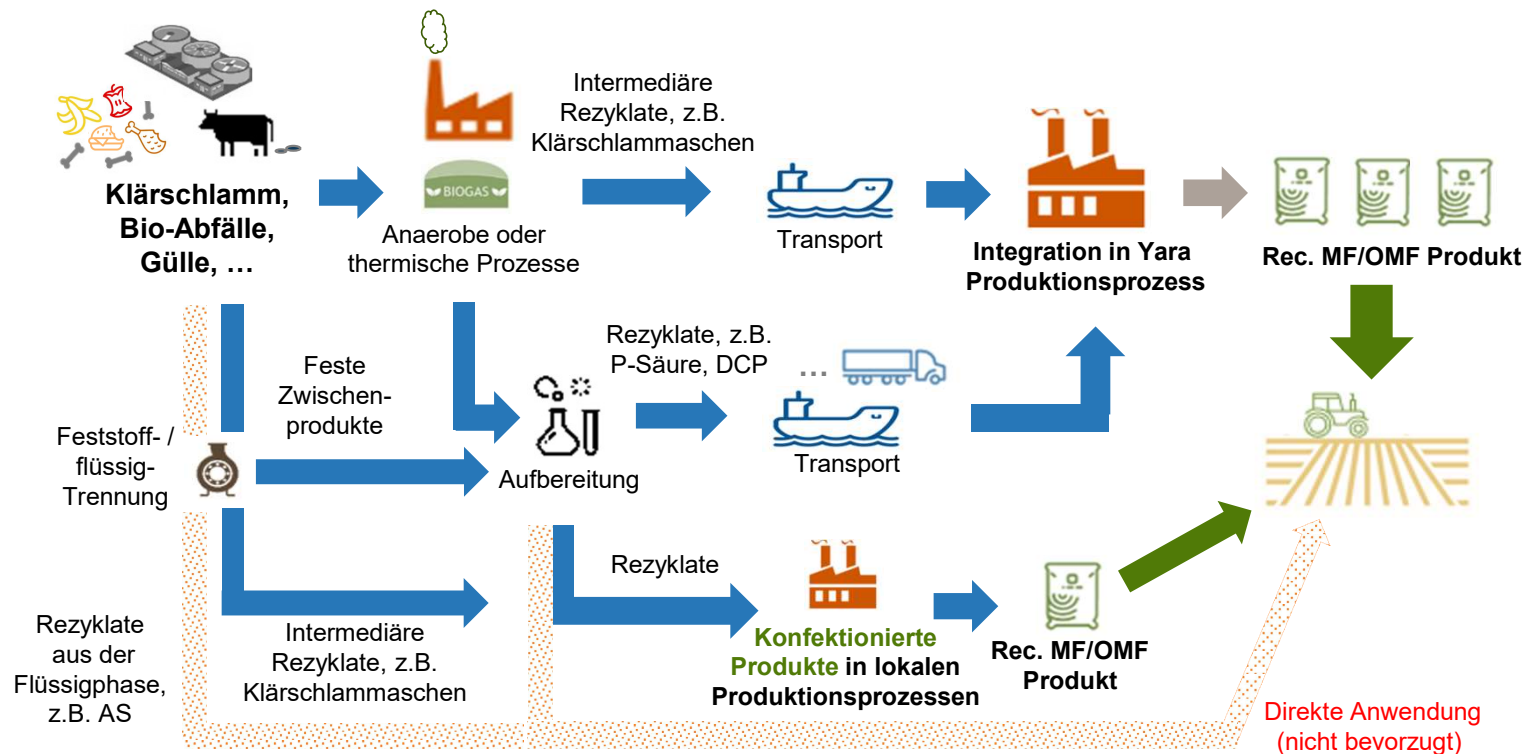 Klärschlamm,
Bio-Abfälle,
Gülle, …
BIOGAS
Anaerobe oder
thermische Prozesse
Intermediäre
Rezyklate, z.B.
Klärschlammaschen
Transport
Integration in Yara
Produktionsprozess
Rec. MF/OMF Produkt
Feststoff- /
flüssig-
Trennung
Feste
Zwischen-
produkte
Aufbereitung
Rezyklate, z.B.
P-Säure, DCP
…
Transport
Rezyklate
aus der
Flüssigphase,
z.B. AS
Intermediäre
Rezyklate, z.B.
Klärschlammaschen
Rezyklate
Konfektionierte
Produkte in lokalen
Produktionsprozessen
Rec. MF/OMF
Produkt
Direkte Anwendung
(nicht bevorzugt)